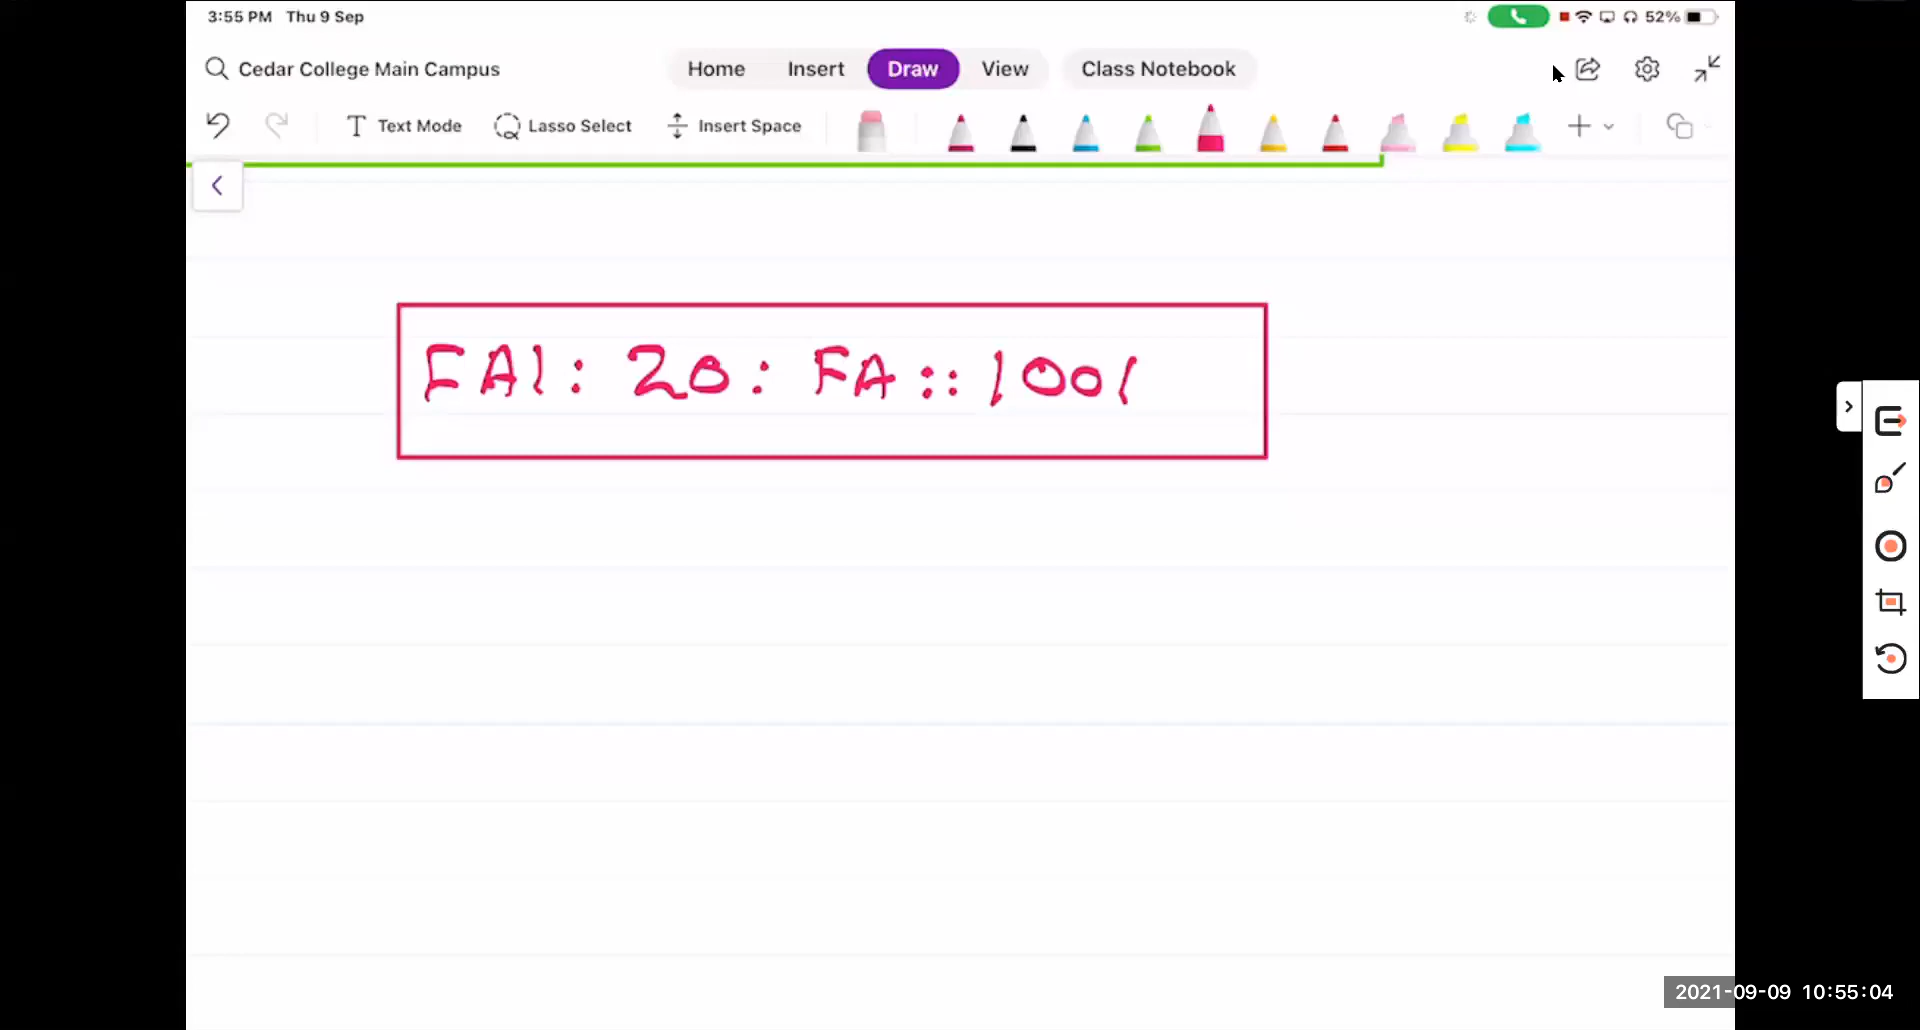 3:55 PM Thu 9 Sep
52%
Cedar College Main Campus
Home Insert Draw View Class Notebook
Text Mode Lasso Select Insert Space
FA1: 20: FA::1001
2021-09-09 10:55:04